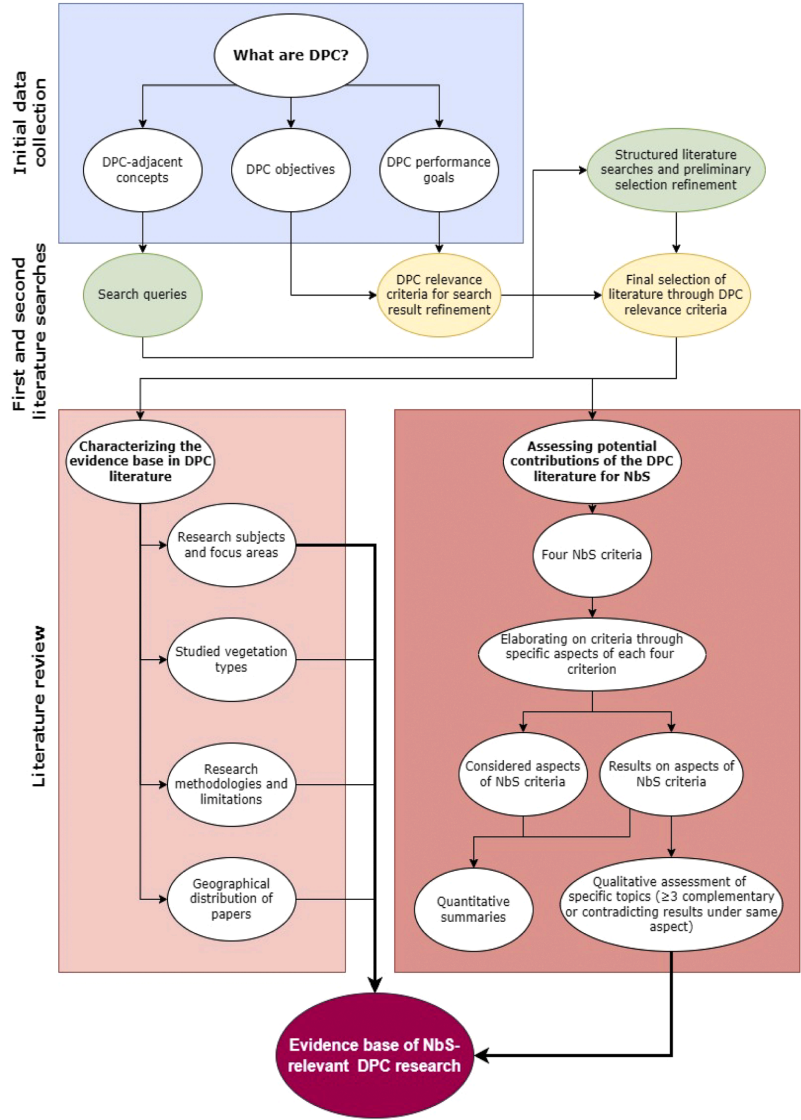 Initial data
collection
What are DPC?
DPC-adjacent
concepts
DPC objectives
DPC performance
goals
Structured literature
searches and preliminary
selection refinement
First and second
literature searches
Search queries
DPC relevance
criteria for search
result refinement
Final selection of
literature through DPC
relevance criteria
Literature review
Characterizing the
evidence base in DPC
literature
Research subjects
and focus areas
Studied vegetation
types
Research
methodologies and
limitations
Geographical
distribution of
papers
Assessing potential
contributions of the DPC
literature for NbS
Four NbS criteria
Elaborating on criteria through
specific aspects of each four
criterion
Considered aspects
of NbS criteria
Results on aspects of
NbS criteria
Quantitative
summaries
Qualitative assessment of
specific topics (≥3 complementary
or contradicting results under same
aspect)
Evidence base of NbS-
relevant DPC research